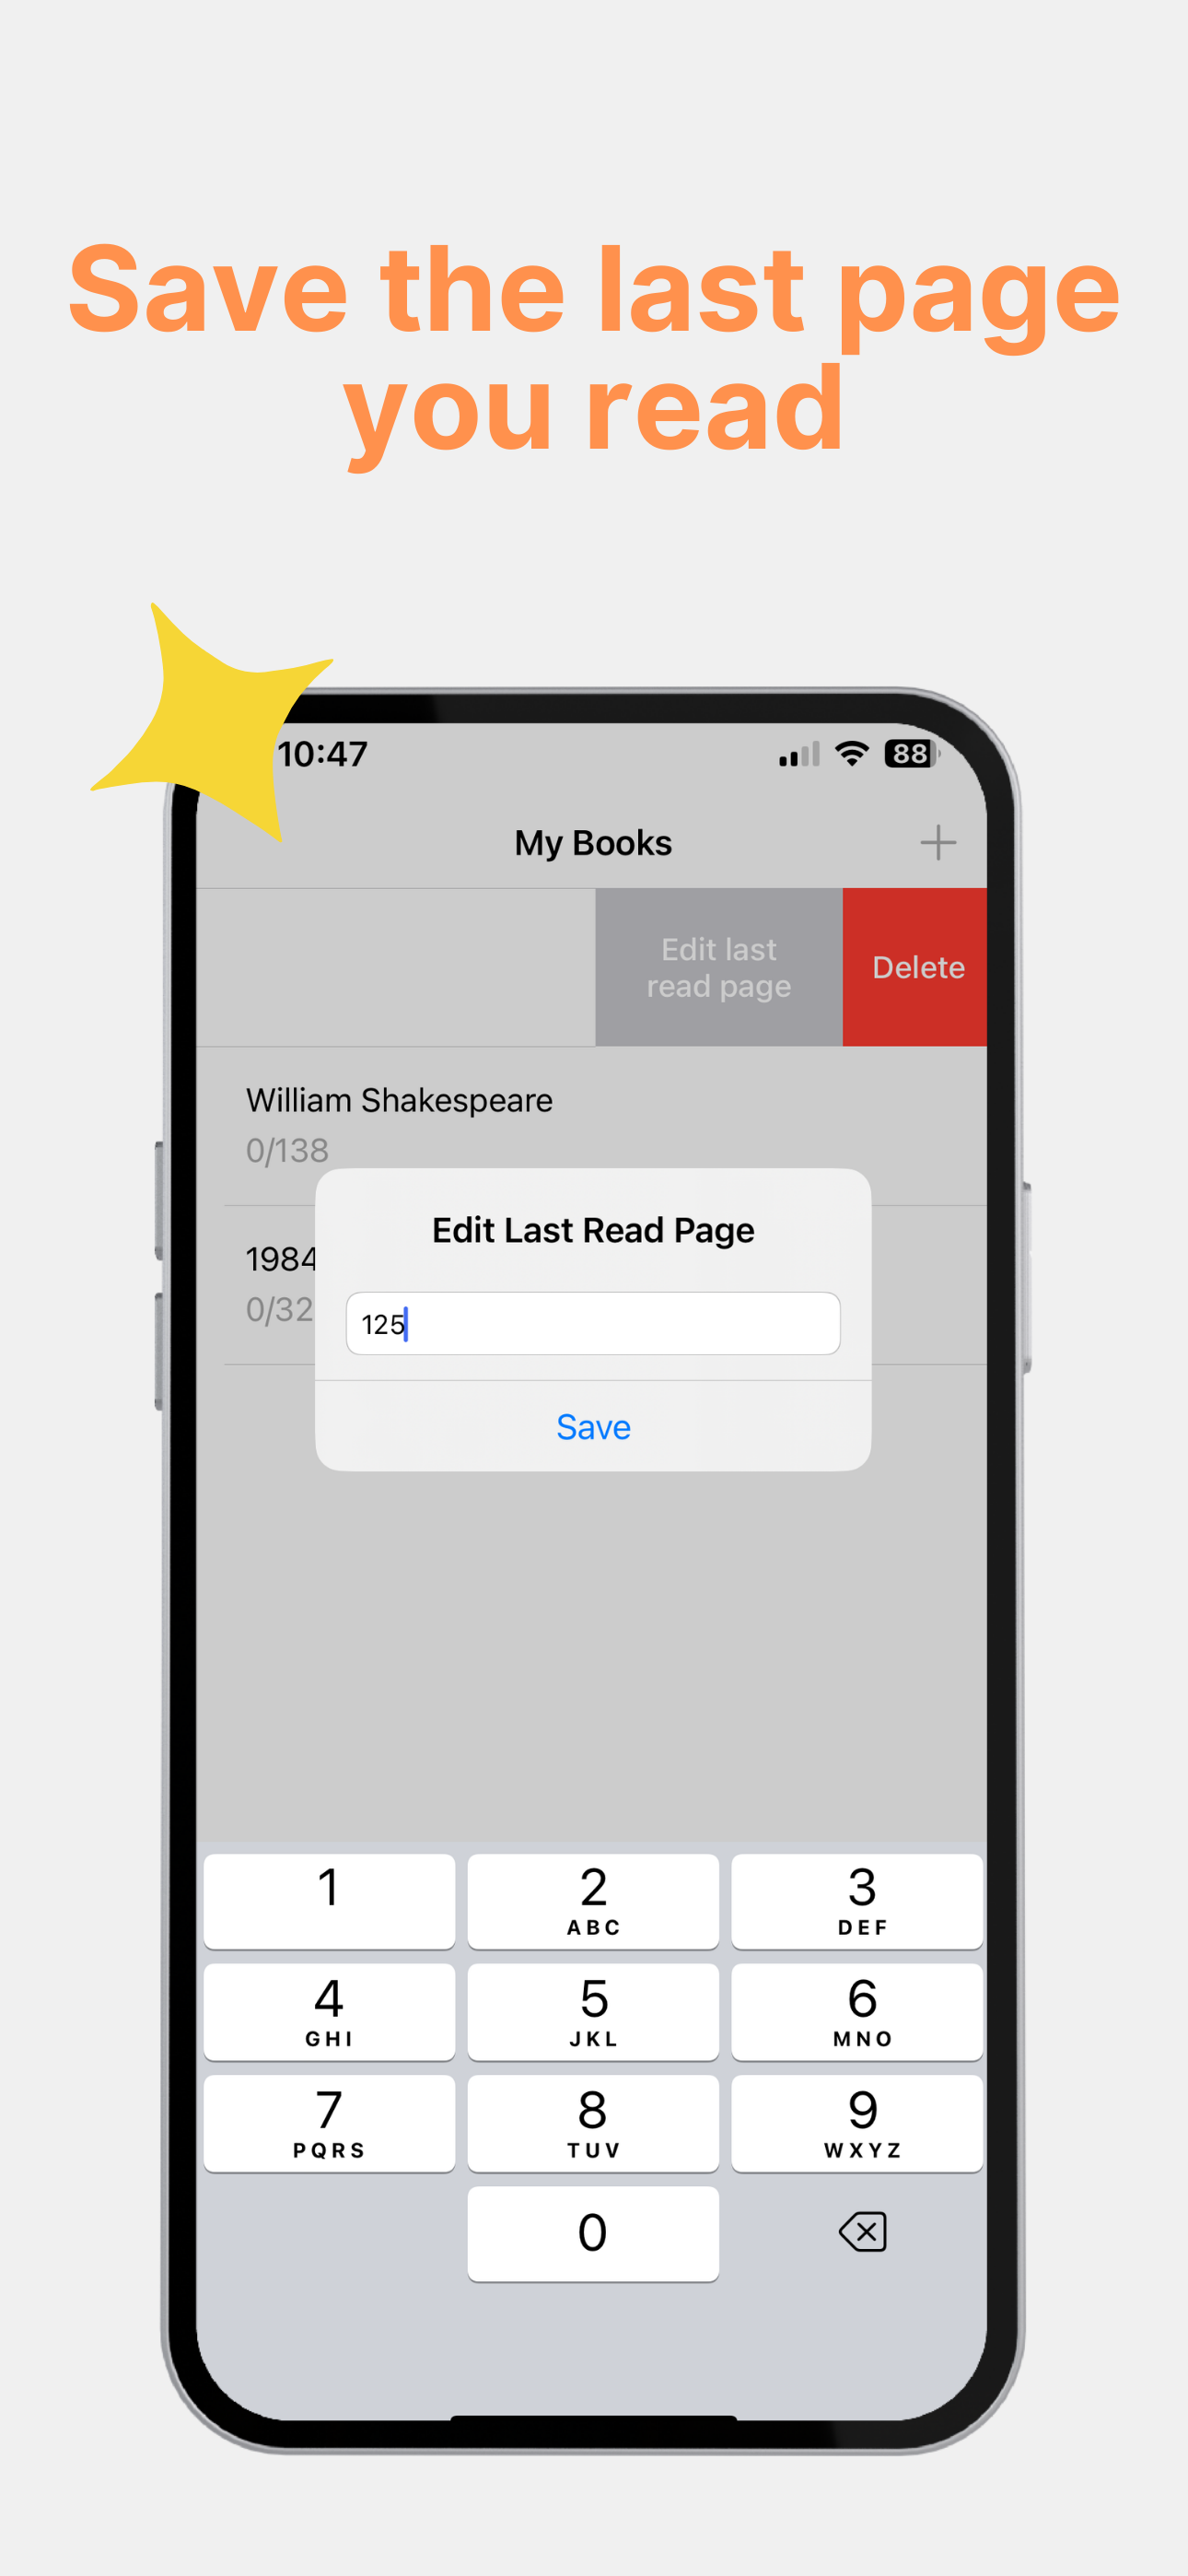 Save the last page
you read
10:47
88
My Books
Edit last
read page
Delete
William Shakespeare
0/138
1984
0/32
Edit Last Read Page
125
Save
1
2
ABC
3
DEF
4
GHI
5
JKL
6
MNO
7
PQRS
8
TUV
9
WXYZ
0